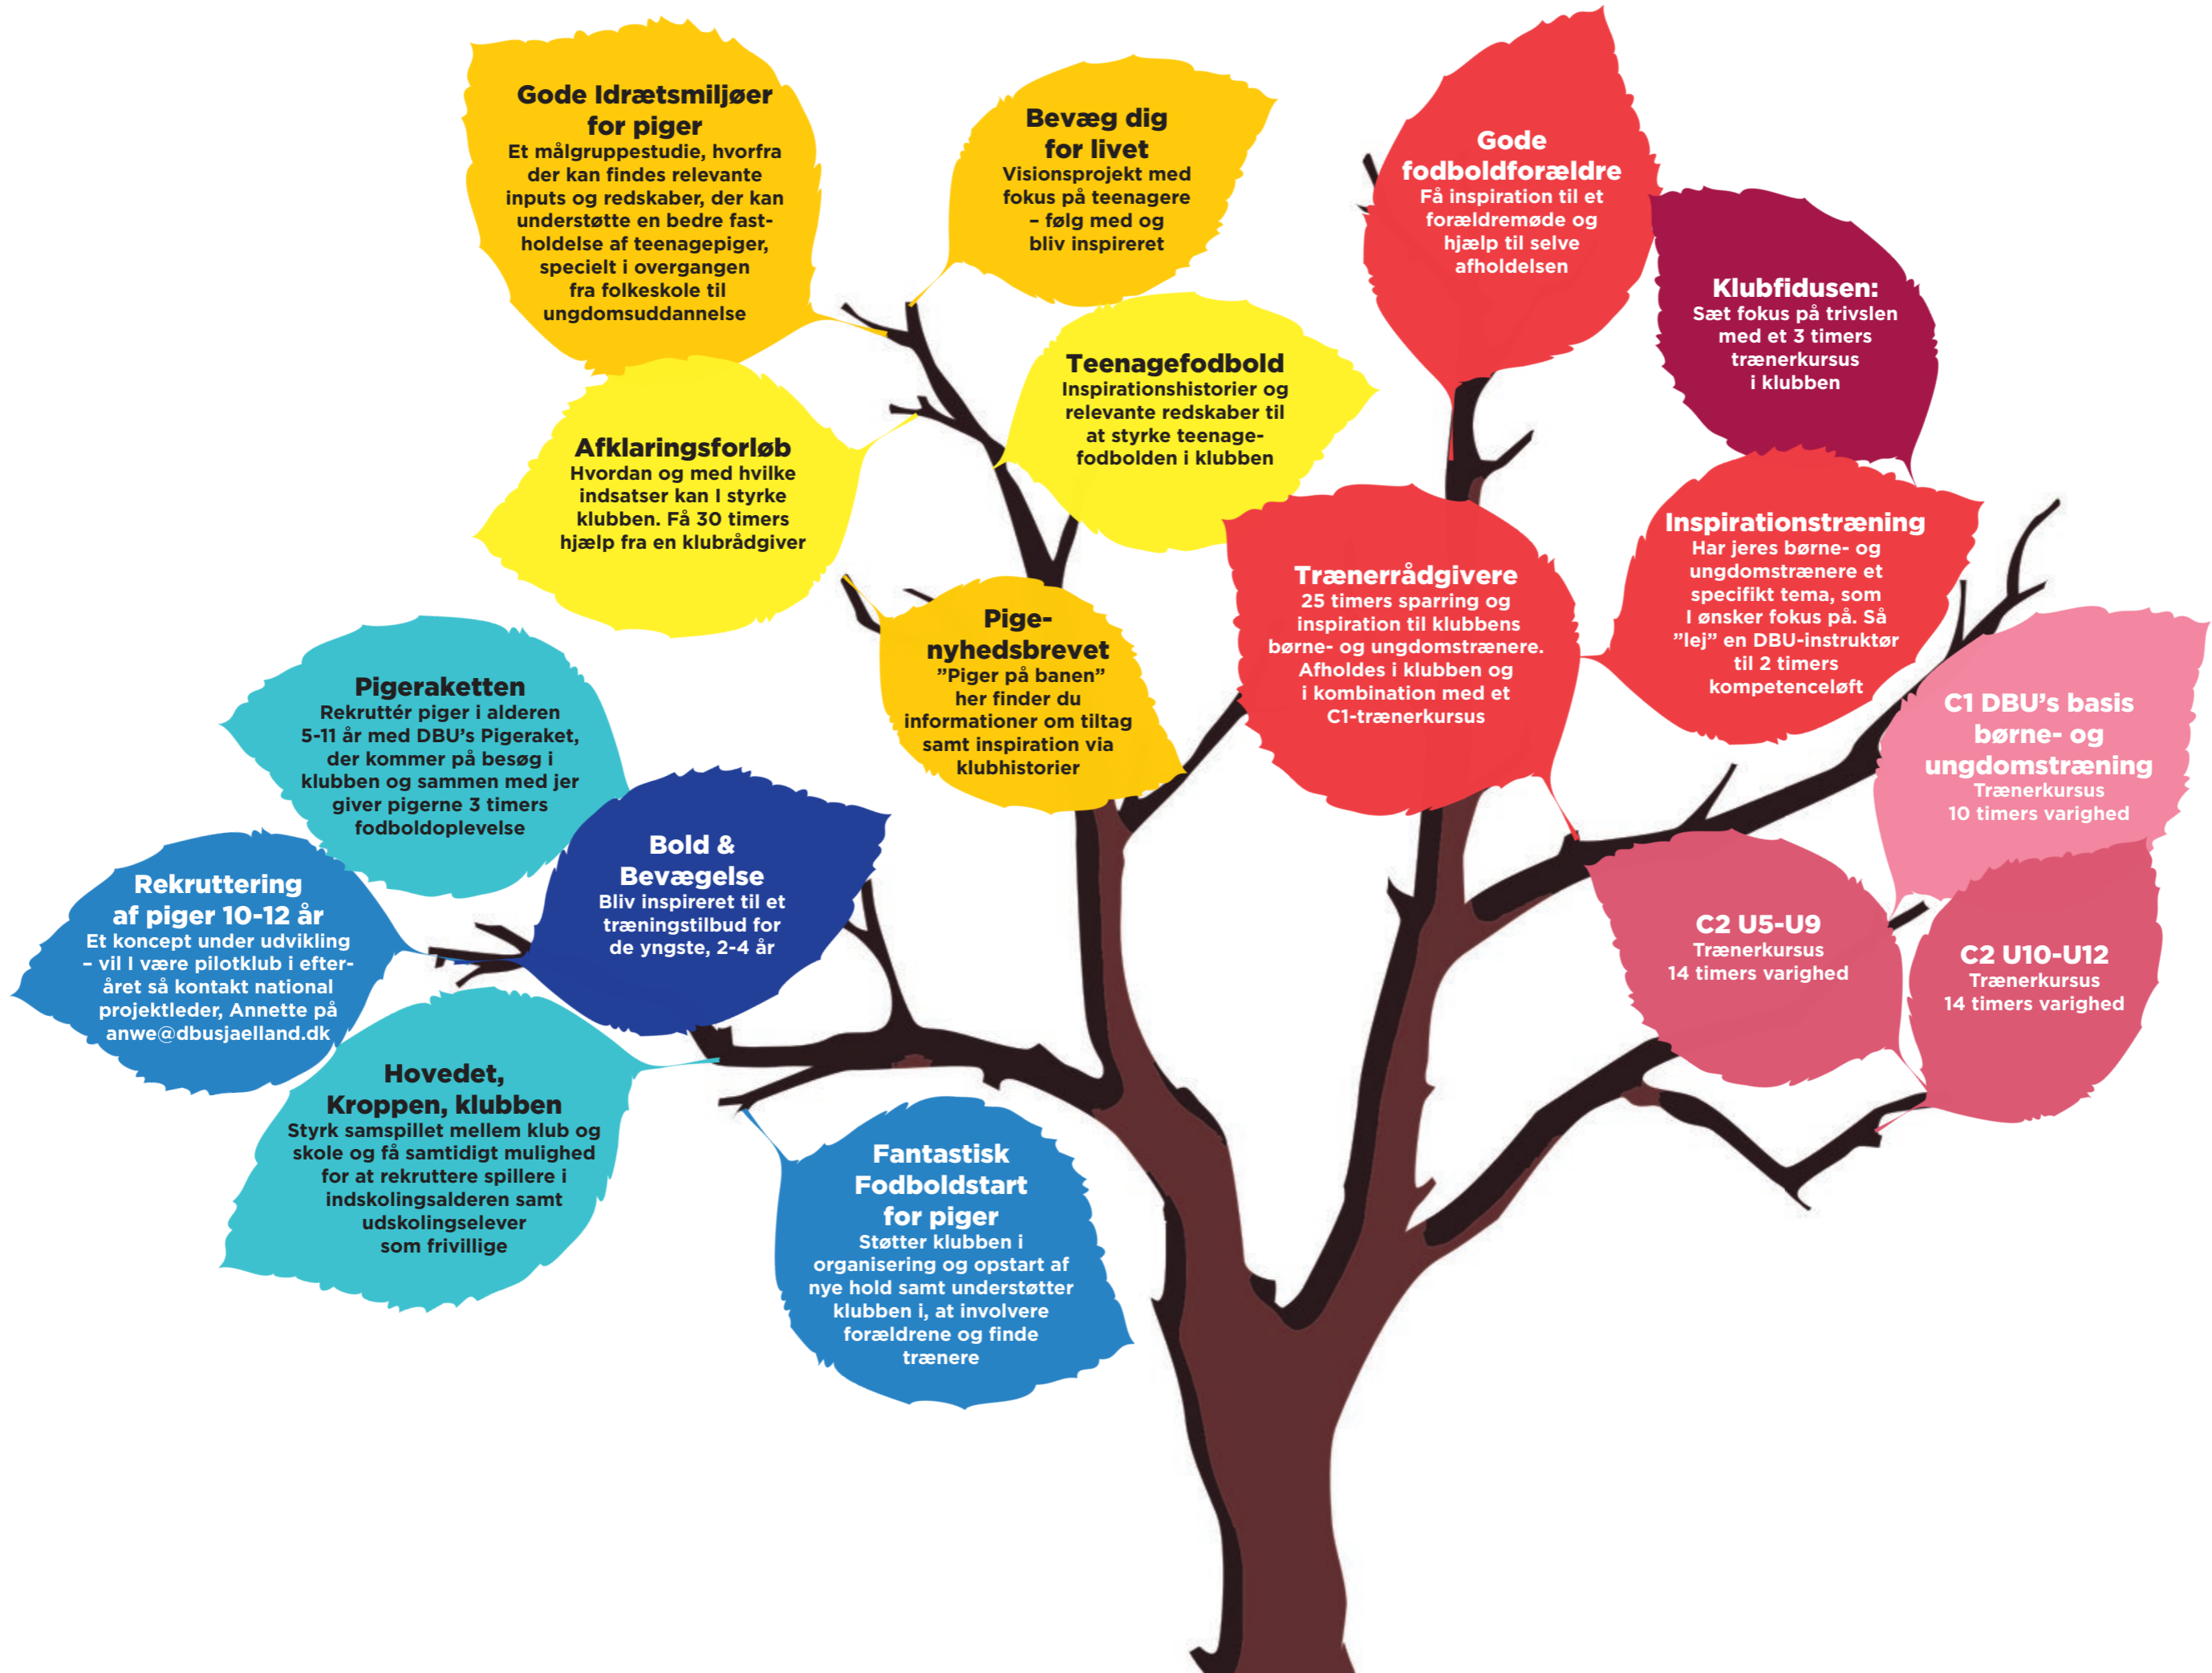 Gode Idrætsmiljøer
for piger
Et målgruppestudie, hvorfra
der kan findes relevante
inputs og redskaber, der kan
understøtte en bedre fast-
holdelse af teenagepiger,
specielt i overgangen
fra folkeskole til
ungdomsuddannelse
Bevæg dig
for livet
Visionsprojekt med
fokus på teenagere
– følg med og
bliv inspireret
Gode
fodboldforældre
Få inspiration til et
forældremøde og
hjælp til selve
afholdelsen
Klubfidusen:
Sæt fokus på trivslen
med et 3 timers
trænerkursus
i klubben
Teenagefodbold
Inspirationshistorier og
relevante redskaber til
at styrke teenage-
fodbolden i klubben
Afklaringsforløb
Hvordan og med hvilke
indsatser kan I styrke
klubben. Få 30 timers
hjælp fra en klubrådgiver
Inspirationstræning
Har jeres børne- og
ungdomstrænere et
specifikt tema, som
I ønsker fokus på. Så
”lej” en DBU-instruktør
til 2 timers
kompetenceløft
Trænerrådgivere
25 timers sparring og
inspiration til klubbens
børne- og ungdomstrænere.
Afholdes i klubben og
i kombination med et
C1-trænerkursus
Pige-
nyhedsbrevet
”Piger på banen”
her finder du
informationer om tiltag
samt inspiration via
klubhistorier
Pigeraketten
Rekruttér piger i alderen
5-11 år med DBU’s Pigeraket,
der kommer på besøg i
klubben og sammen med jer
giver pigerne 3 timers
fodboldoplevelse
C1 DBU’s basis
børne- og
ungdomstræning
Trænerkursus
10 timers varighed
Bold &
Bevægelse
Bliv inspireret til et
træningstilbud for
de yngste, 2-4 år
Rekruttering
af piger 10-12 år
Et koncept under udvikling
– vil I være pilotklub i efter-
året så kontakt national
projektleder, Annette på
anwe@dbusjaelland.dk
C2 U5-U9
Trænerkursus
14 timers varighed
C2 U10-U12
Trænerkursus
14 timers varighed
Hovedet,
Kroppen, klubben
Styrk samspillet mellem klub og
skole og få samtidigt mulighed
for at rekruttere spillere i
indskolingsalderen samt
udskolingselever
som frivillige
Fantastisk
Fodboldstart
for piger
Støtter klubben i
organisering og opstart af
nye hold samt understøtter
klubben i, at involvere
forældrene og finde
trænere